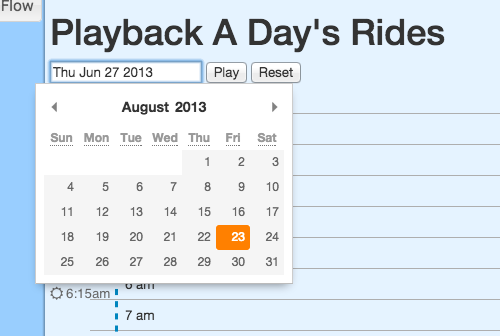 Flow
Playback A Day's Rides
Thu Jun 27 2013 Play Reset
August 2013
Sun Mon Tue Wed Thu Fri Sat
1 2 3
4 5 6 7 8 9 10
11 12 13 14 15 16 17
18 19 20 21 22 23 24
25 26 27 28 29 30 31
6 am
6:15am
7 am